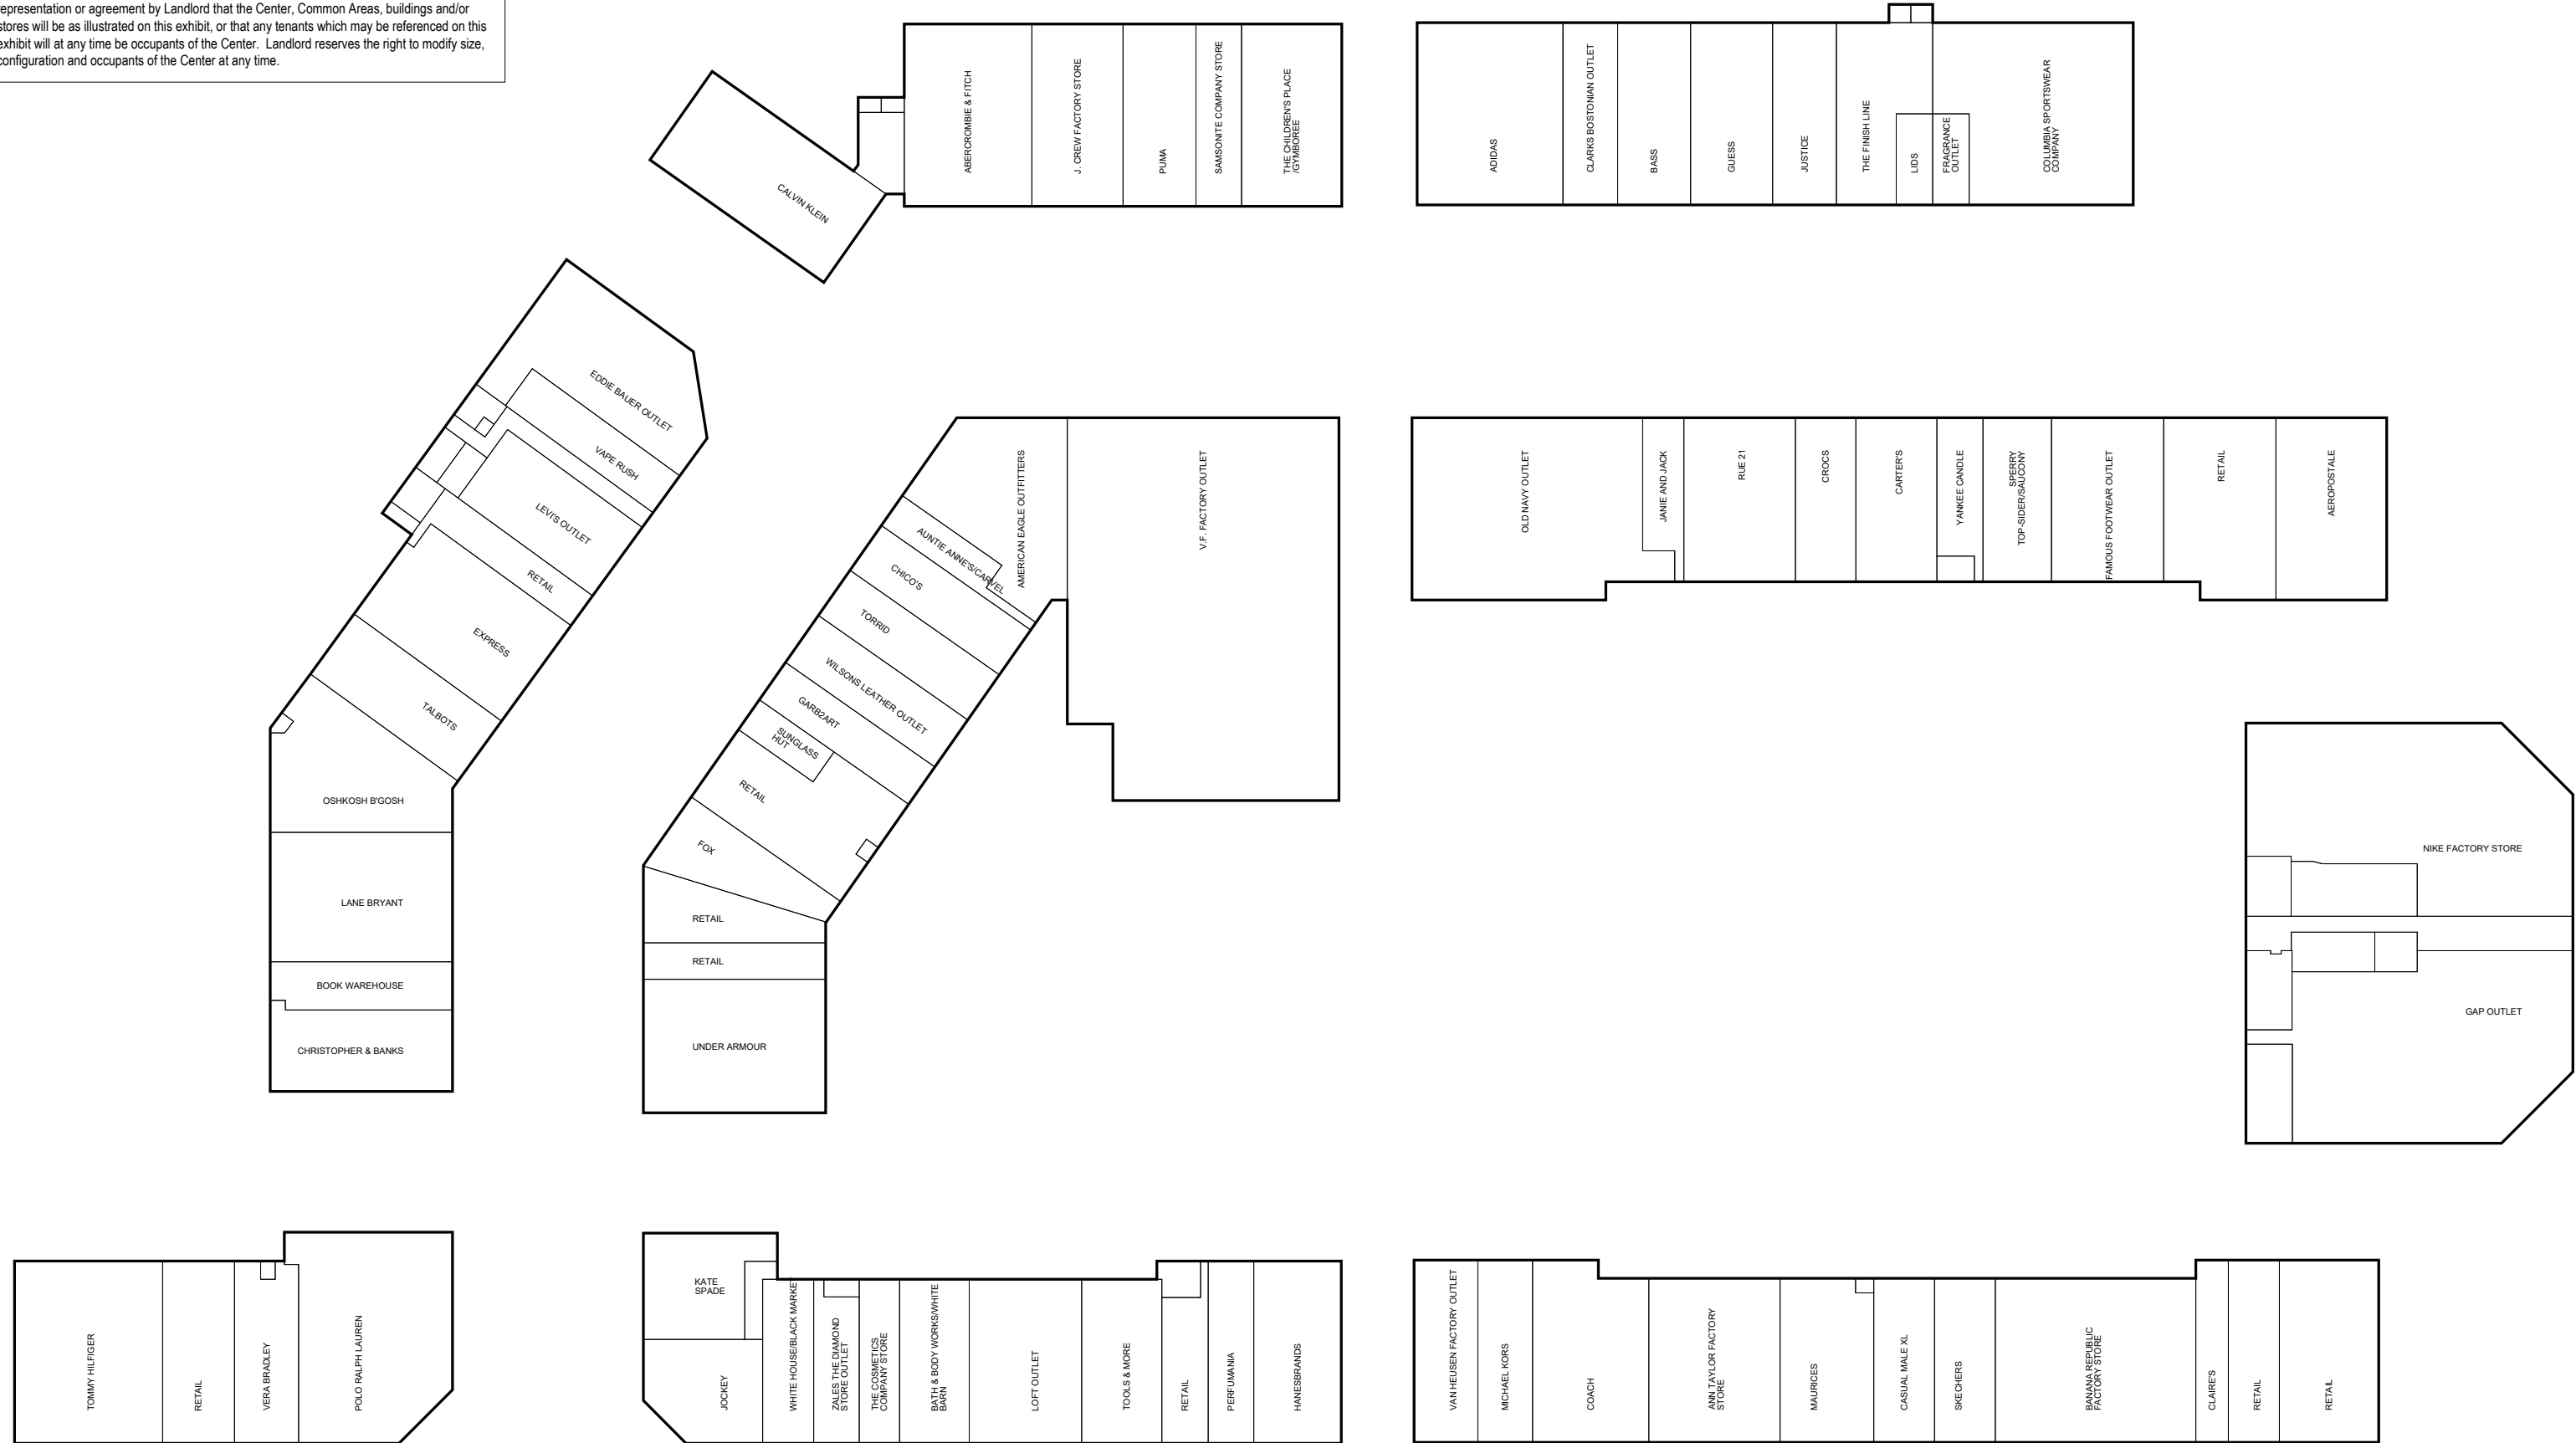 representation or agreement by Landlord that the Center, Common Areas, buildings and/or
stores will be as illustrated on this exhibit, or that any tenants which may be referenced on this
exhibit will at any time be occupants of the Center. Landlord reserves the right to modify size,
configuration and occupants of the Center at any time.
CALVIN KLEIN
ABERCROMBIE & FITCH
J. CREW FACTORY STORE
PUMA
SAMSONITE COMPANY STORE
THE CHILDREN'S PLACE
/GYMBOREE
ADIDAS
CLARKS BOSTONIAN OUTLET
BASS
GUESS
JUSTICE
THE FINISH LINE
LIDS
FRAGRANCE
OUTLET
COLUMBIA SPORTSWEAR
COMPANY
EDDIE BAUER OUTLET
VAPE RUSH
LEVI'S OUTLET
RETAIL
EXPRESS
TALBOTS
OSHKOSH B'GOSH
LANE BRYANT
BOOK WAREHOUSE
CHRISTOPHER & BANKS
V.F. FACTORY OUTLET
AMERICAN EAGLE OUTFITTERS
AUNTIE ANNE'S/CARVEL
CHICO'S
TORRID
WILSONS LEATHER OUTLET
GARB2ART
SUNGLASS
HUT
RETAIL
FOX
RETAIL
RETAIL
UNDER ARMOUR
OLD NAVY OUTLET
JANIE AND JACK
RUE 21
CROCS
CARTER'S
YANKEE CANDLE
SPERRY
TOP-SIDER/SAUCONY
FAMOUS FOOTWEAR OUTLET
RETAIL
AEROPOSTALE
NIKE FACTORY STORE
GAP OUTLET
TOMMY HILFIGER
RETAIL
VERA BRADLEY
POLO RALPH LAUREN
KATE
SPADE
JOCKEY
WHITE HOUSE/BLACK MARKE
ZALES THE DIAMOND
STORE OUTLET
THE COSMETICS
COMPANY STORE
BATH & BODY WORKS/WHITE
BARN
LOFT OUTLET
TOOLS & MORE
RETAIL
PERFUMANIA
HANESBRANDS
VAN HEUSEN FACTORY OUTLET
MICHAEL KORS
COACH
ANN TAYLOR FACTORY
STORE
MAURICES
CASUAL MALE XL
SKECHERS
BANANA REPUBLIC
FACTORY STORE
CLAIRE'S
RETAIL
RETAIL